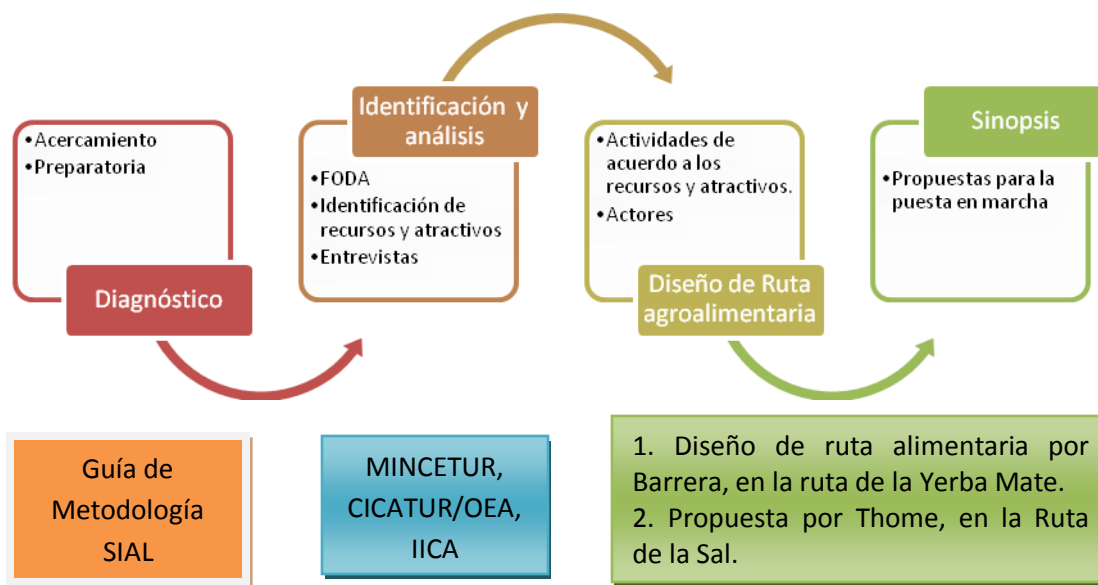 •Acercamiento
•Preparatoria
Diagnóstico
Identificación y
análisis
•FODA
•Identificación de
recursos y atractivos
•Entrevistas
•Actividades de
acuerdo a los
recursos y atractivos.
•Actores
Diseño de Ruta
agroalimentaria
Sinopsis
•Propuestas para la
puesta en marcha
Guía de
Metodología
SIAL
MINCETUR,
CICATUR/OEA,
IICA
1. Diseño de ruta alimentaria por
Barrera, en la ruta de la Yerba Mate.
2. Propuesta por Thome, en la Ruta
de la Sal.